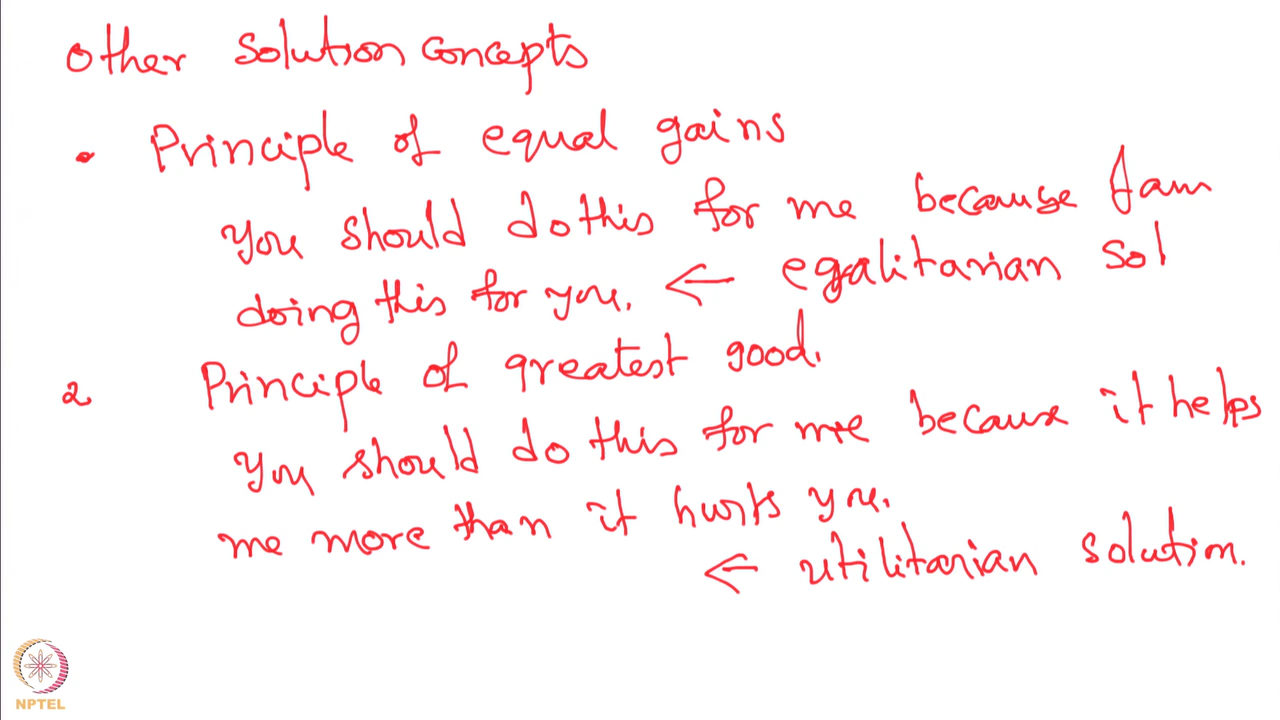 Other Solution Concepts
• Principle of equal gains
You should do this for me because I am
doing this for you. ← egalitarian sol
2 Principle of greatest good.
You should do this for me because it helps
me more than it hurts you.
← utilitarian solution.
NPTEL